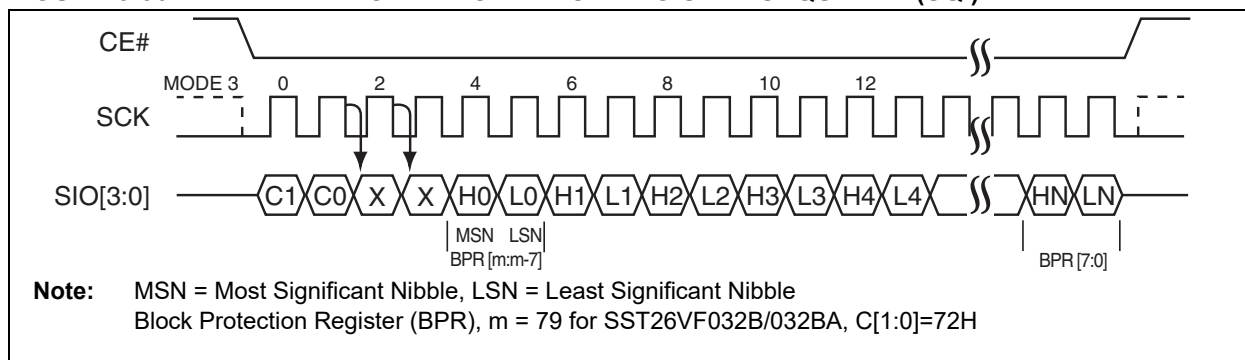 CE#
MODE 3 0 2 4 6 8 10 12
SCK
SIO[3:0] C1 C0 X X H0 L0 H1 L1 H2 L2 H3 L3 H4 L4 HN LN
MSN LSN
BPR [m:m-7] BPR [7:0]
Note: MSN = Most Significant Nibble, LSN = Least Significant Nibble
Block Protection Register (BPR), m = 79 for SST26VF032B/032BA, C[1:0]=72H